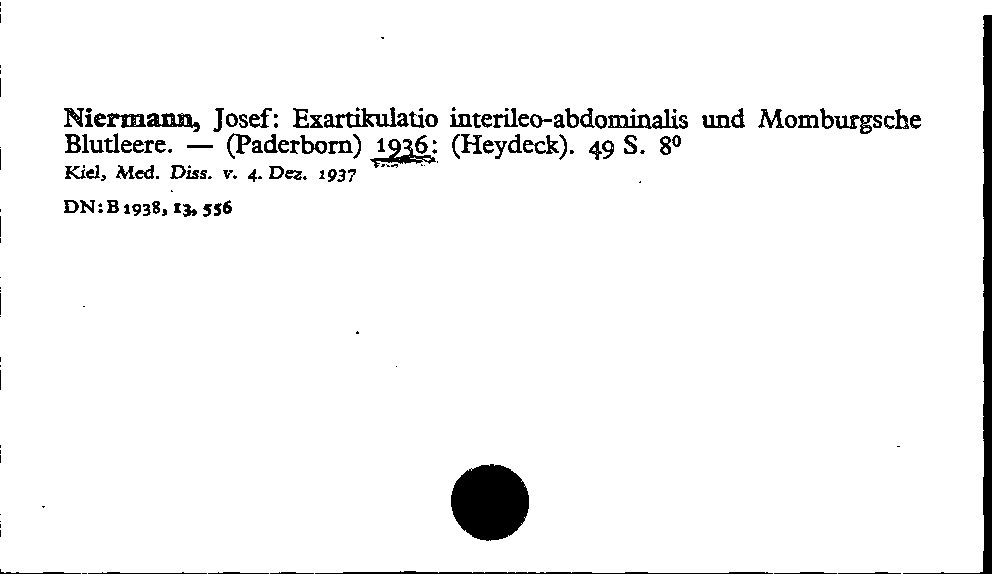 Niermann, Josef: Exartikulatio interileo-abdominalis und Momburgsche
Blutleere. — (Paderborn) 1936: (Heydeck). 49 S. 8⁰
Kiel, Med. Diss. v. 4. Dez. 1937
DN: B 1938, 13, 556